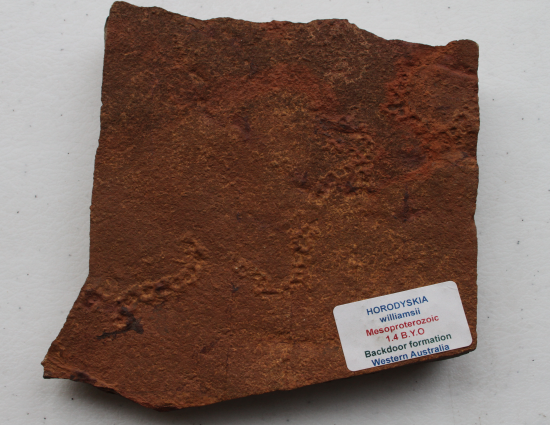 HORODYSKIA
williamsii
Mesoproterozoic
1.4 B.Y.O
Backdoor formation
Western Australia